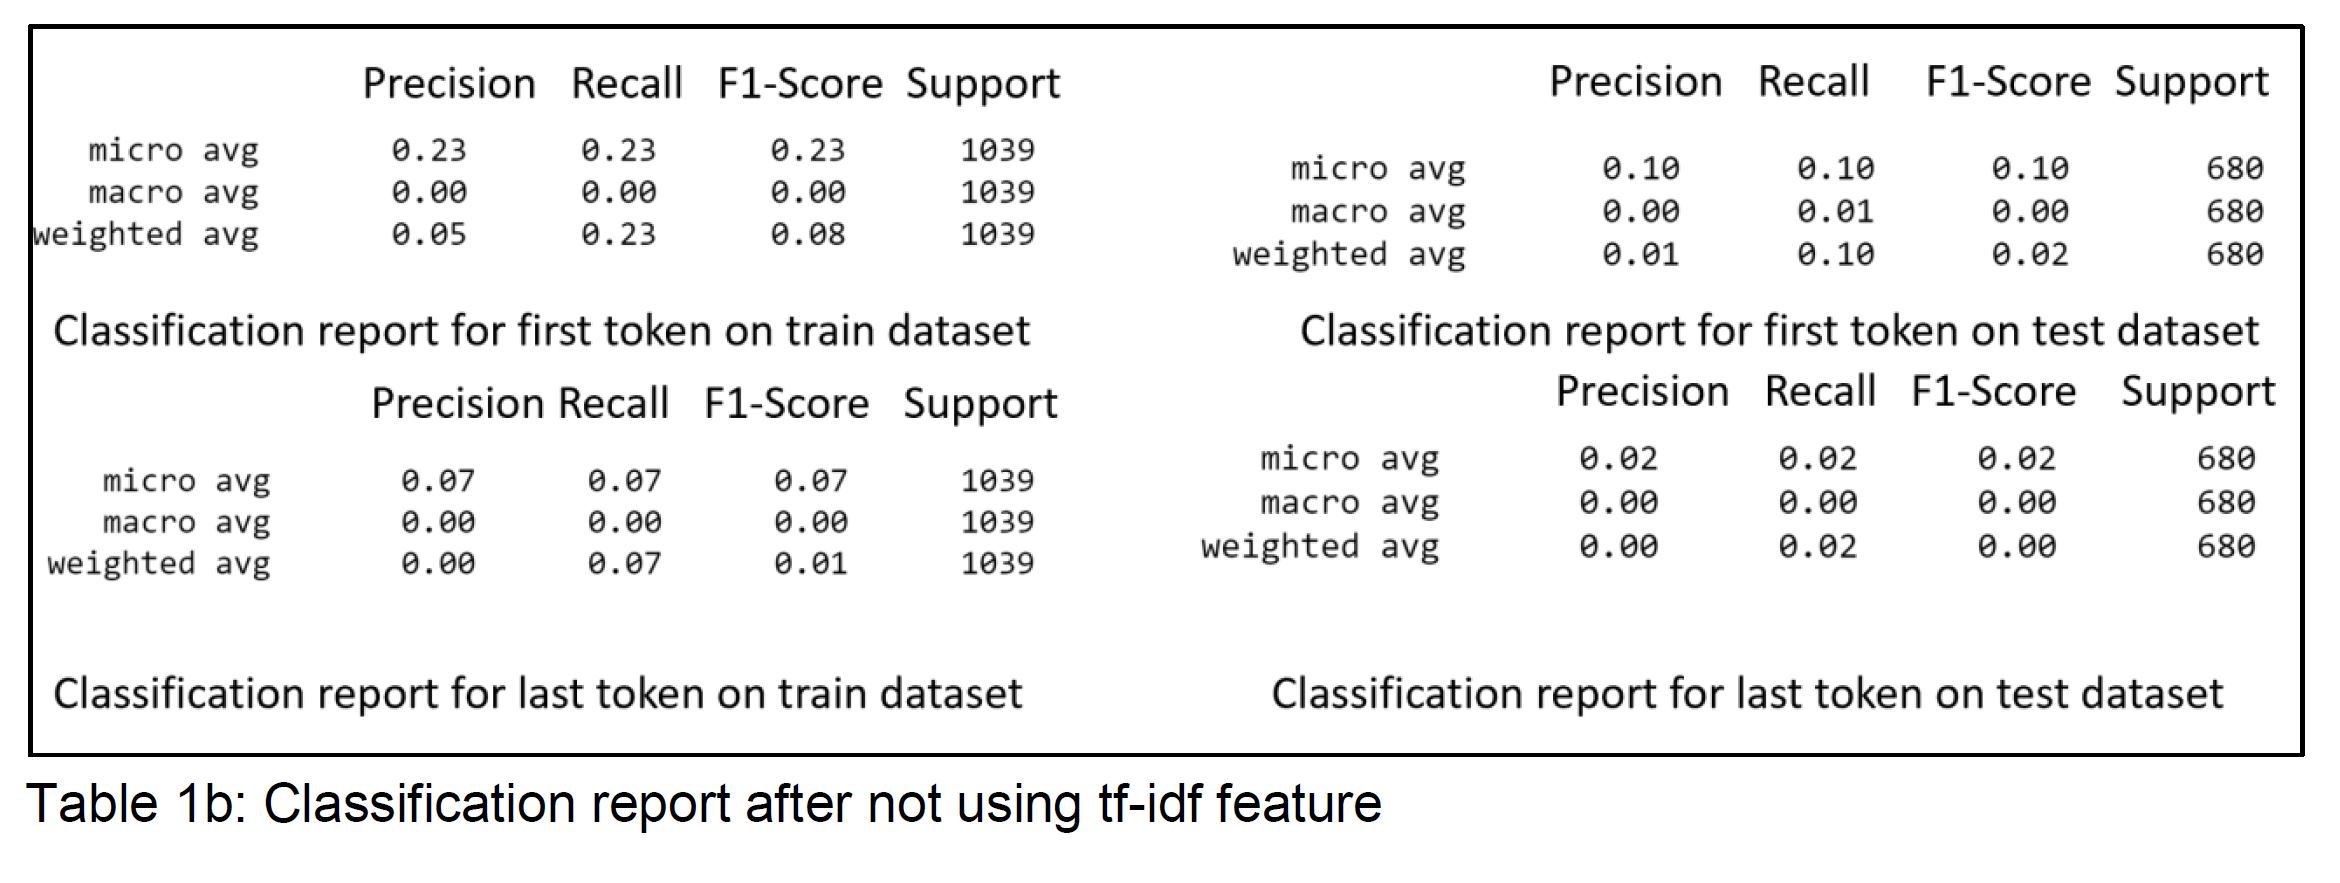 Precision Recall F1-Score Support
micro avg 0.23 0.23 0.23 1039
macro avg 0.00 0.00 0.00 1039
weighted avg 0.05 0.23 0.08 1039
Classification report for first token on train dataset
Precision Recall F1-Score Support
micro avg 0.10 0.10 0.10 680
macro avg 0.00 0.01 0.00 680
weighted avg 0.01 0.10 0.02 680
Classification report for first token on test dataset
Precision Recall F1-Score Support
micro avg 0.07 0.07 0.07 1039
macro avg 0.00 0.00 0.00 1039
weighted avg 0.00 0.07 0.01 1039
Classification report for last token on train dataset
Precision Recall F1-Score Support
micro avg 0.02 0.02 0.02 680
macro avg 0.00 0.00 0.00 680
weighted avg 0.00 0.02 0.00 680
Classification report for last token on test dataset
Table 1b: Classification report after not using tf-idf feature